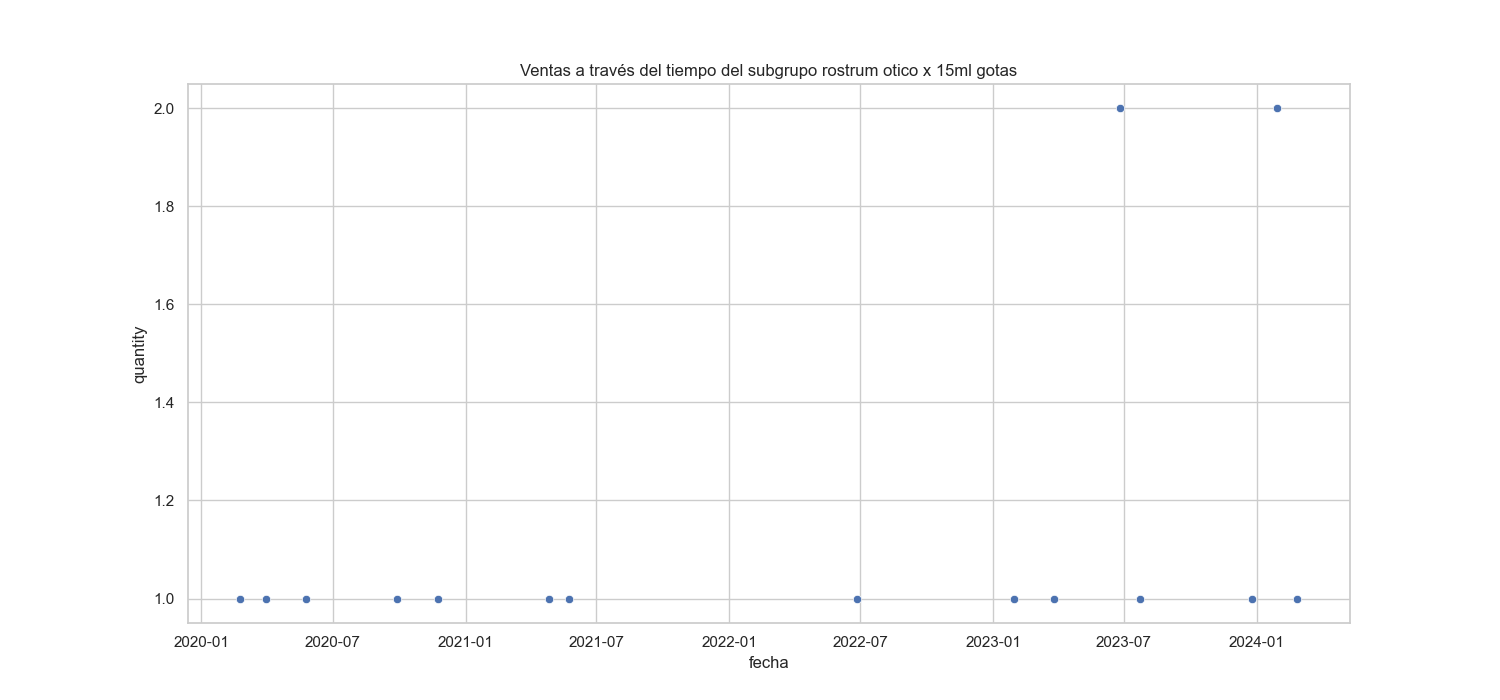 Ventas a través del tiempo del subgrupo rostrum otico x 15ml gotas
2.0
1.8
1.6
1.4
1.2
1.0
quantity
2020-01 2020-07 2021-01 2021-07 2022-01 2022-07 2023-01 2023-07 2024-01
fecha